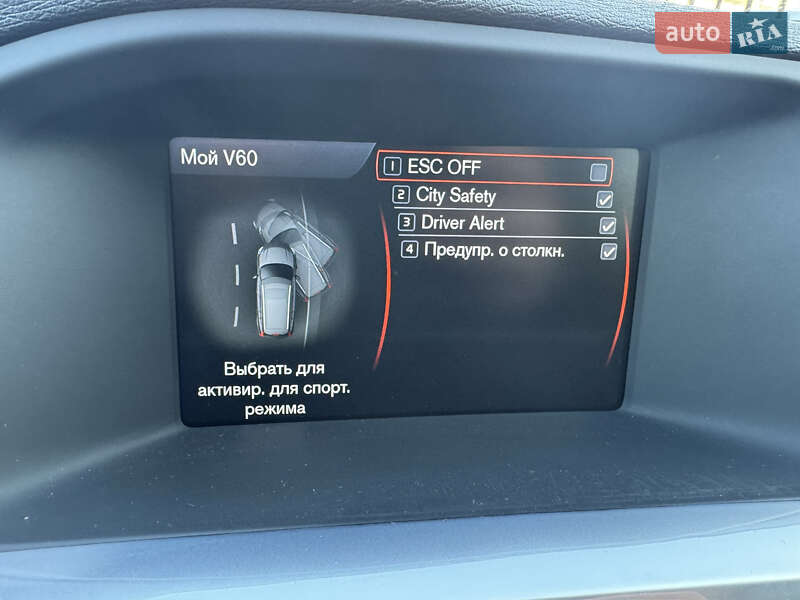 auto RIA
.com
Мой V60
1 ESC OFF
2 City Safety
3 Driver Alert
4 Предупр. о столкн.
Выбрать для
активир. для спорт.
режима